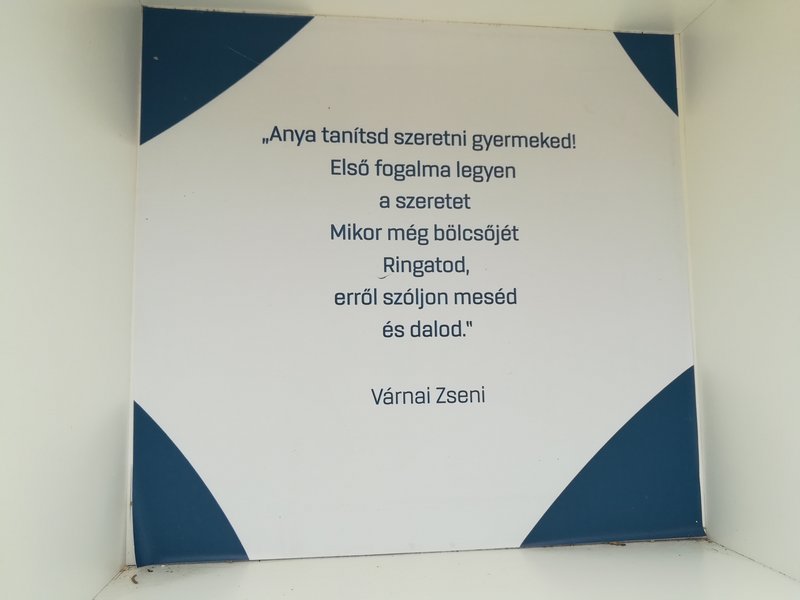 „Anya tanítsd szeretni gyermeked!
Első fogalma legyen
a szeretet
Mikor még bölcsőjét
Ringatod,
erről szóljon meséd
és dalod."
Várnai Zseni